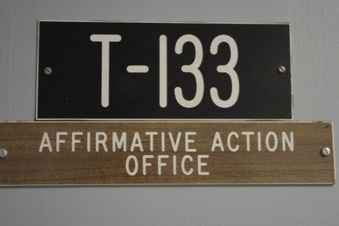 T-133
AFFIRMATIVE ACTION
OFFICE